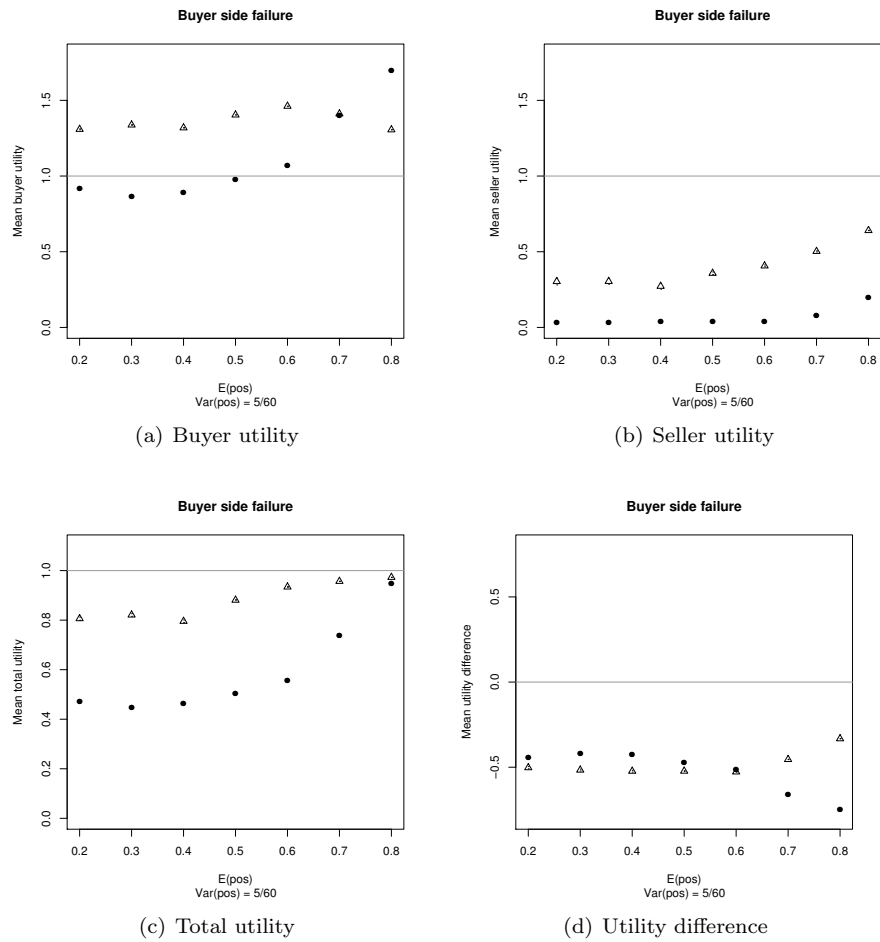 Buyer side failure
Mean buyer utility
1.5
1.0
0.5
0.0
0.2 0.3 0.4 0.5 0.6 0.7 0.8
E(pos)
Var(pos) = 5/60
(a) Buyer utility
Buyer side failure
Mean seller utility
1.5
1.0
0.5
0.0
0.2 0.3 0.4 0.5 0.6 0.7 0.8
E(pos)
Var(pos) = 5/60
(b) Seller utility
Buyer side failure
Mean total utility
1.0
0.8
0.6
0.4
0.2
0.0
0.2 0.3 0.4 0.5 0.6 0.7 0.8
E(pos)
Var(pos) = 5/60
(c) Total utility
Buyer side failure
Mean utility difference
0.5
0.0
−0.5
0.2 0.3 0.4 0.5 0.6 0.7 0.8
E(pos)
Var(pos) = 5/60
(d) Utility difference